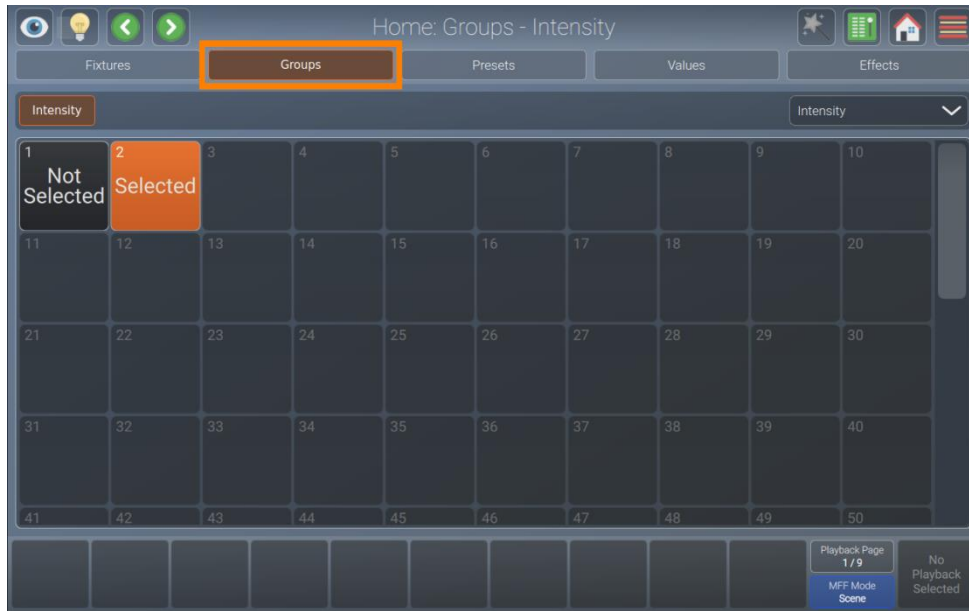 Home: Groups - Intensity
Fixtures
Groups
Presets
Values
Effects
Intensity
Intensity
1
Not
Selected
2
Selected
3
4
5
6
7
8
9
10
11
12
13
14
15
16
17
18
19
20
21
22
23
24
25
26
27
28
29
30
31
32
33
34
35
36
37
38
39
40
41
42
43
44
45
46
47
48
49
50
Playback Page
1 / 9
MFF Mode
Scene
No
Playback
Selected